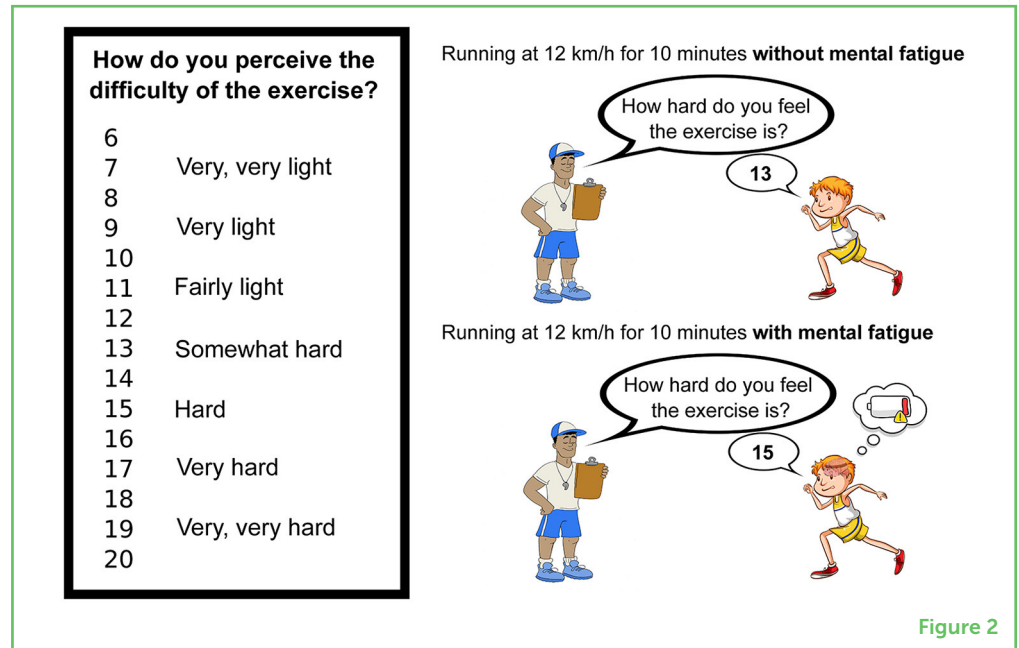 How do you perceive the
difficulty of the exercise?
6
7 Very, very light
8
9 Very light
10
11 Fairly light
12
13 Somewhat hard
14
15 Hard
16
17 Very hard
18
19 Very, very hard
20
Running at 12 km/h for 10 minutes without mental fatigue
How hard do you feel
the exercise is?
13
Running at 12 km/h for 10 minutes with mental fatigue
How hard do you feel
the exercise is?
15
Figure 2